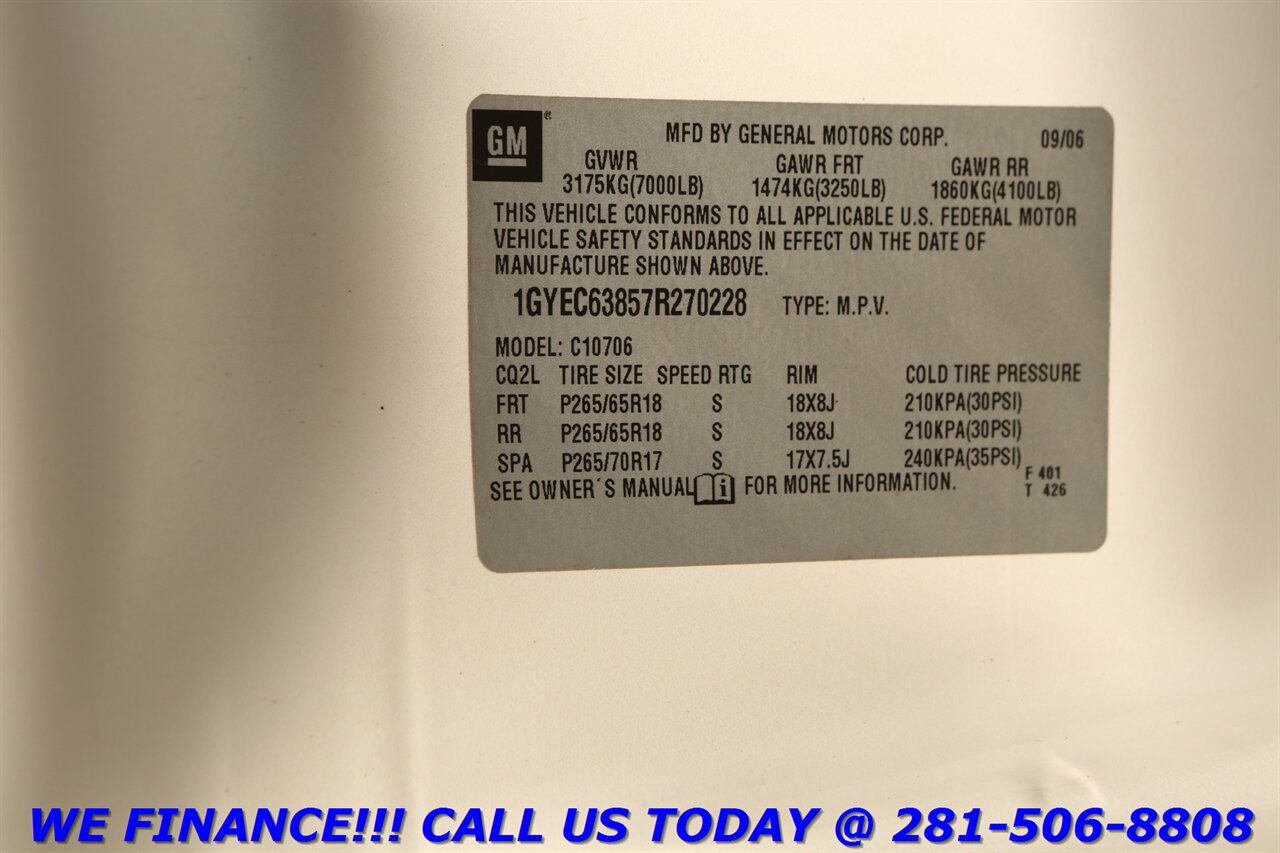 GM ®
MFD BY GENERAL MOTORS CORP. 09/06
GVWR GAWR FRT GAWR RR
3175KG(7000LB) 1474KG(3250LB) 1860KG(4100LB)
THIS VEHICLE CONFORMS TO ALL APPLICABLE U.S. FEDERAL MOTOR
VEHICLE SAFETY STANDARDS IN EFFECT ON THE DATE OF
MANUFACTURE SHOWN ABOVE.
1GYEC63857R270228 TYPE: M.P.V.
MODEL: C10706
CQ2L TIRE SIZE SPEED RTG RIM COLD TIRE PRESSURE
FRT P265/65R18 S 18X8J 210KPA(30PSI)
RR P265/65R18 S 18X8J 210KPA(30PSI)
SPA P265/70R17 S 17X7.5J 240KPA(35PSI)
SEE OWNER´S MANUAL i FOR MORE INFORMATION.
F 401
T 426
WE FINANCE!!! CALL US TODAY @ 281-506-8808